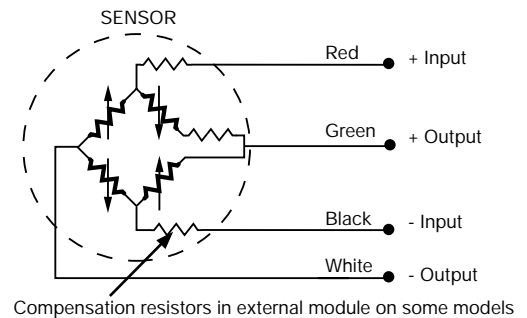 SENSOR
Red + Input
Green + Output
Black - Input
White - Output
Compensation resistors in external module on some models